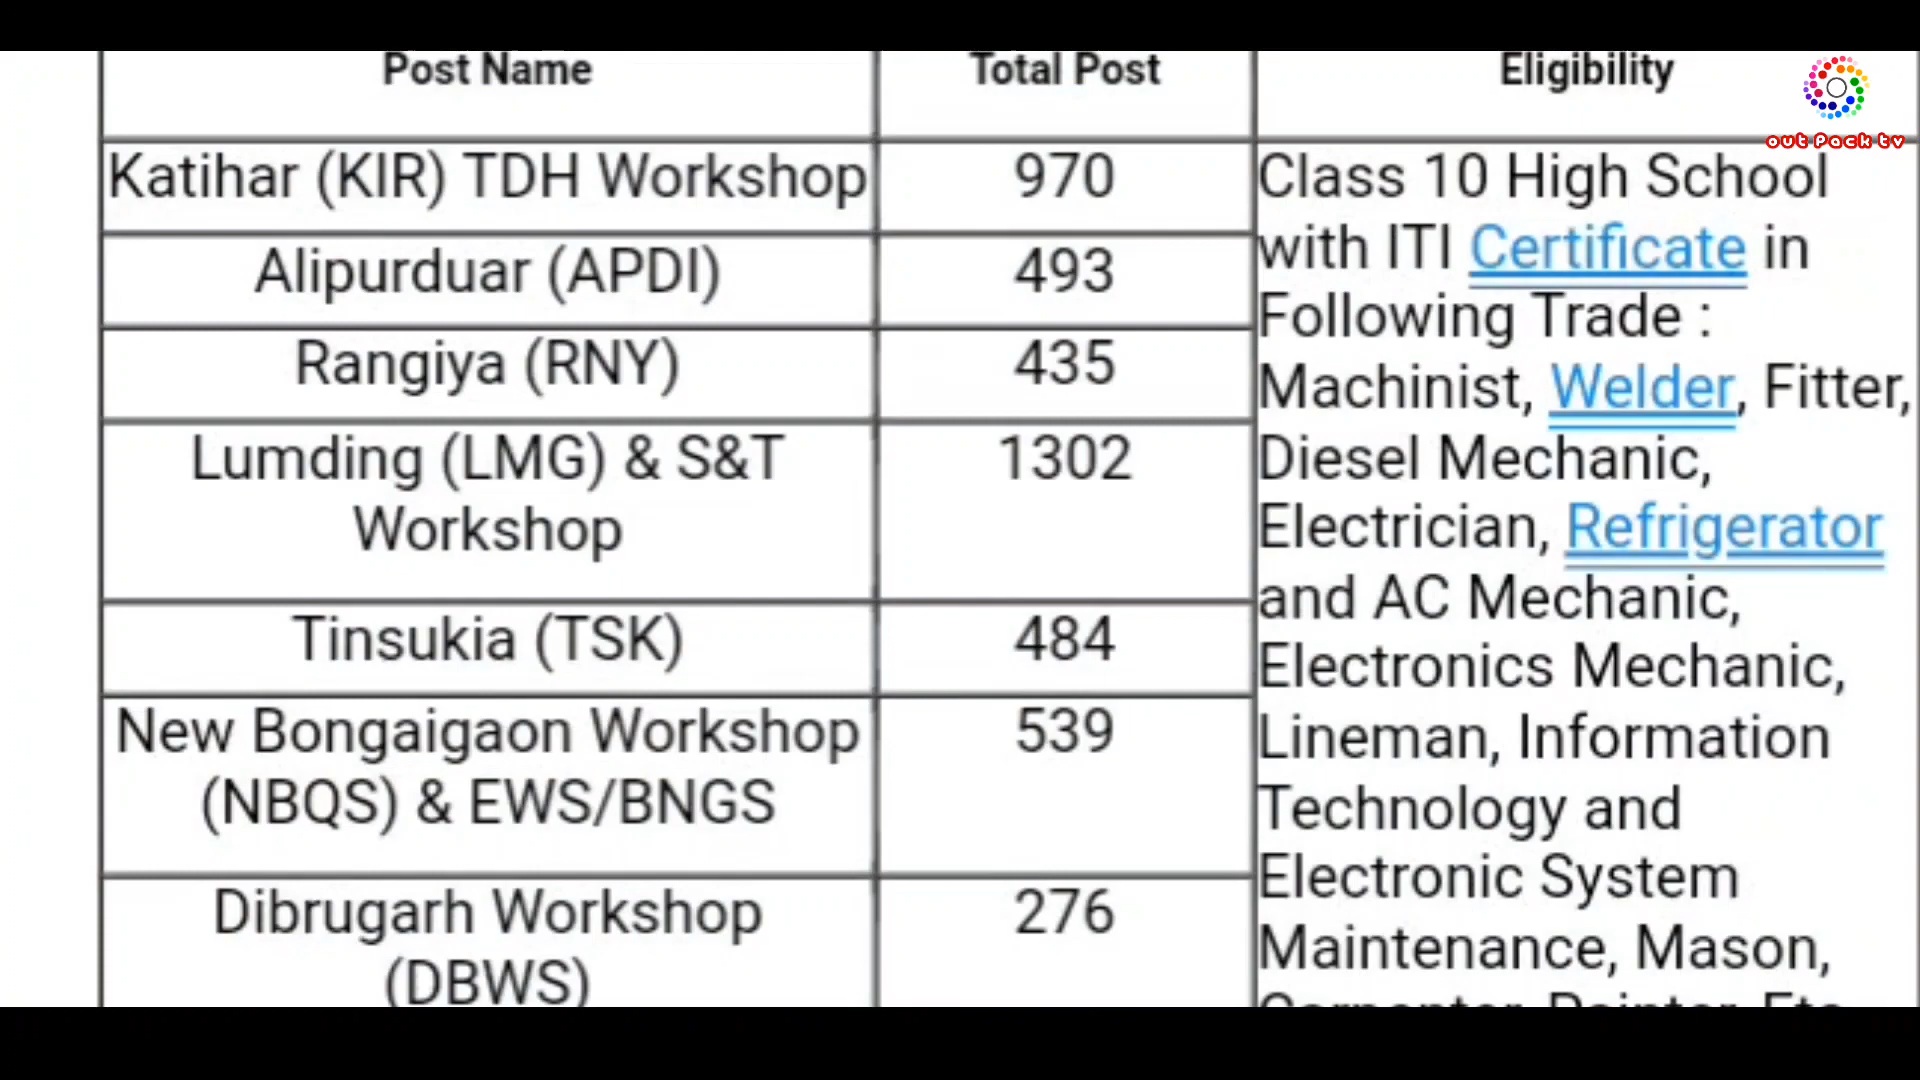 Post Name
Total Post
Eligibility
out Pack tv
Katihar (KIR) TDH Workshop
970
Alipurduar (APDI)
493
Rangiya (RNY)
435
Lumding (LMG) & S&T
Workshop
1302
Tinsukia (TSK)
484
New Bongaigaon Workshop
(NBQS) & EWS/BNGS
539
Dibrugarh Workshop
(DBWS)
276
Class 10 High School
with ITI Certificate in
Following Trade :
Machinist, Welder, Fitter,
Diesel Mechanic,
Electrician, Refrigerator
and AC Mechanic,
Electronics Mechanic,
Lineman, Information
Technology and
Electronic System
Maintenance, Mason,
Carpenter, Painter, Etc